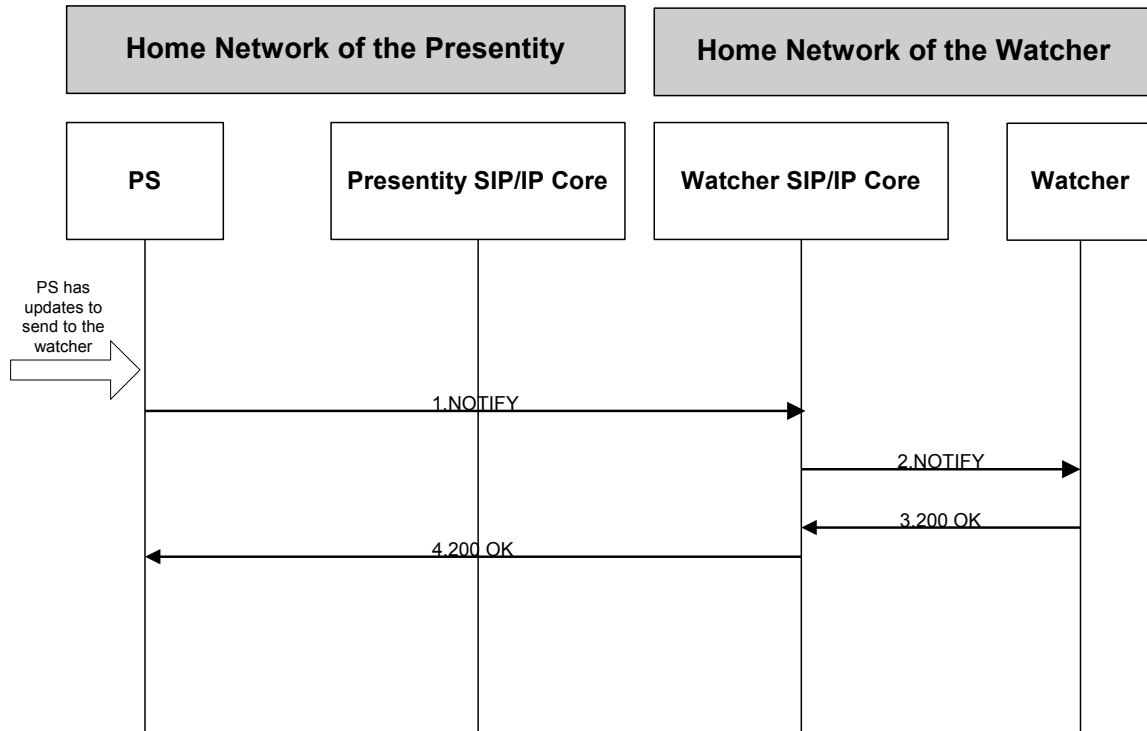 Home Network of the Presentity
Home Network of the Watcher
PS
Presentity SIP/IP Core
Watcher SIP/IP Core
Watcher
PS has
updates to
send to the
watcher
1.NOTIFY
2.NOTIFY
3.200 OK
4.200 OK